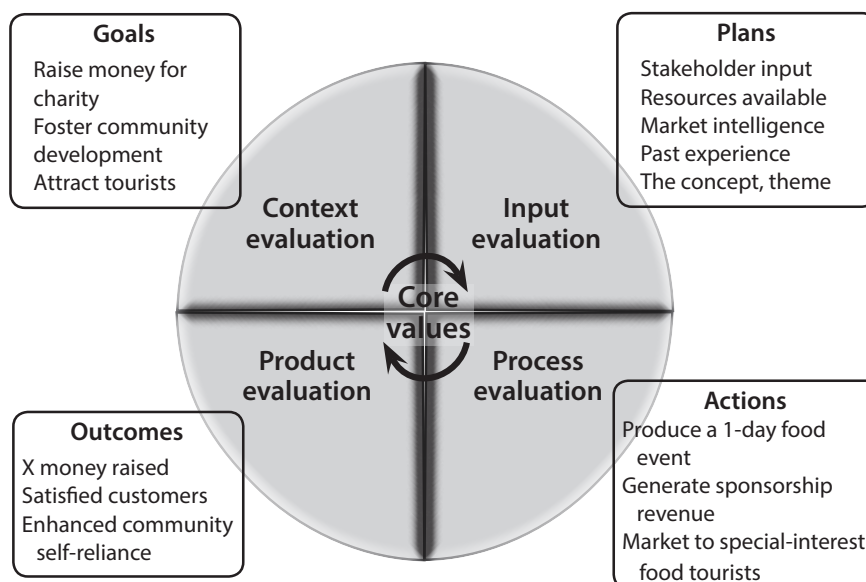 Goals
Raise money for
charity
Foster community
development
Attract tourists
Plans
Stakeholder input
Resources available
Market intelligence
Past experience
The concept, theme
Context
evaluation
Input
evaluation
Core
values
Product
evaluation
Process
evaluation
Outcomes
X money raised
Satisfied customers
Enhanced community
self-reliance
Actions
Produce a 1-day food
event
Generate sponsorship
revenue
Market to special-interest
food tourists